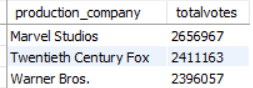 production_company totalvotes
Marvel Studios 2656967
Twentieth Century Fox 2411163
Warner Bros. 2396057